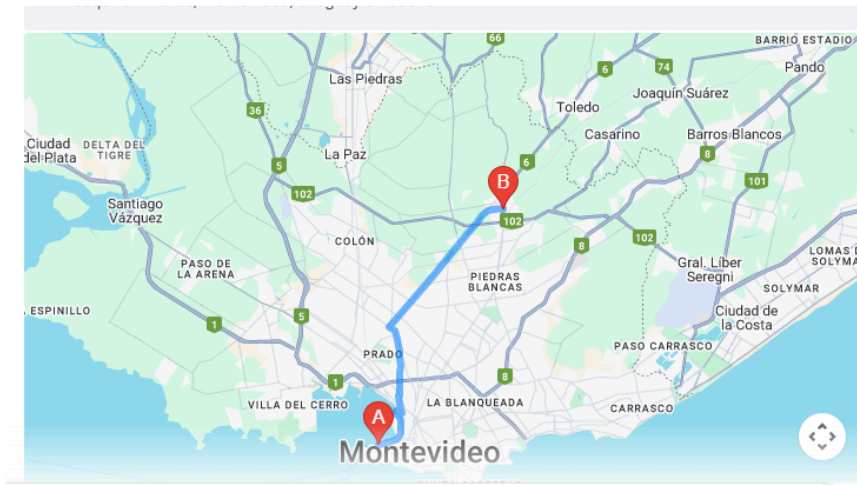 66
BARRIO ESTADIO
Las Piedras
6
74
Pando
Joaquín Suárez
Toledo
36
Casarino
Barros Blancos
Ciudad
del Plata
DELTA DEL
TIGRE
5
La Paz
6
8
B
101
102
Santiago
Vázquez
102
COLÓN
8
102
PASO DE
LA ARENA
PIEDRAS
BLANCAS
Gral. Líber
Seregni
LOMAS D
SOLYMA
SOLYMAR
ESPINILLO
1
5
Ciudad de
la Costa
PRADO
PASO CARRASCO
1
8
VILLA DEL CERRO
LA BLANQUEADA
CARRASCO
A
Montevideo